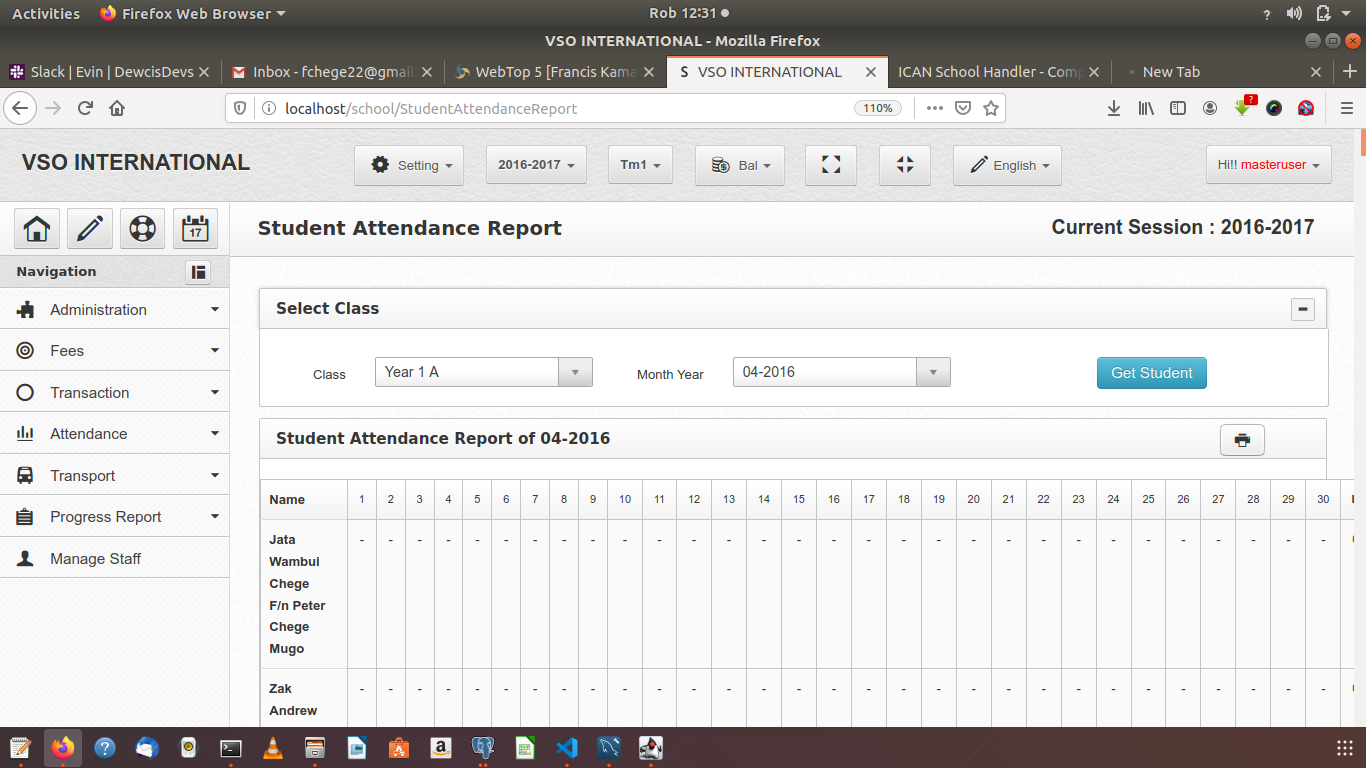 Activities Firefox Web Browser Rob 12:31
VSO INTERNATIONAL - Mozilla Firefox
Slack | Evin | DewcisDevs Inbox - fchege22@gmail WebTop 5 [Francis Kama S VSO INTERNATIONAL ICAN School Handler - Comp New Tab
localhost/school/StudentAttendanceReport 110% ?
VSO INTERNATIONAL Setting 2016-2017 Tm1 Bal English Hi!! masteruser
17
Student Attendance Report Current Session : 2016-2017
Navigation
Administration
Fees
Transaction
Attendance
Transport
Progress Report
Manage Staff
Select Class
Class Year 1 A Month Year 04-2016 Get Student
Student Attendance Report of 04-2016
Name 1 2 3 4 5 6 7 8 9 10 11 12 13 14 15 16 17 18 19 20 21 22 23 24 25 26 27 28 29 30
Jata - - - - - - - - - - - - - - - - - - - - - - - - - - - - - -
Wambui
Chege
F/n Peter
Chege
Mugo
Zak - - - - - - - - - - - - - - - - - - - - - - - - - - - - - -
Andrew